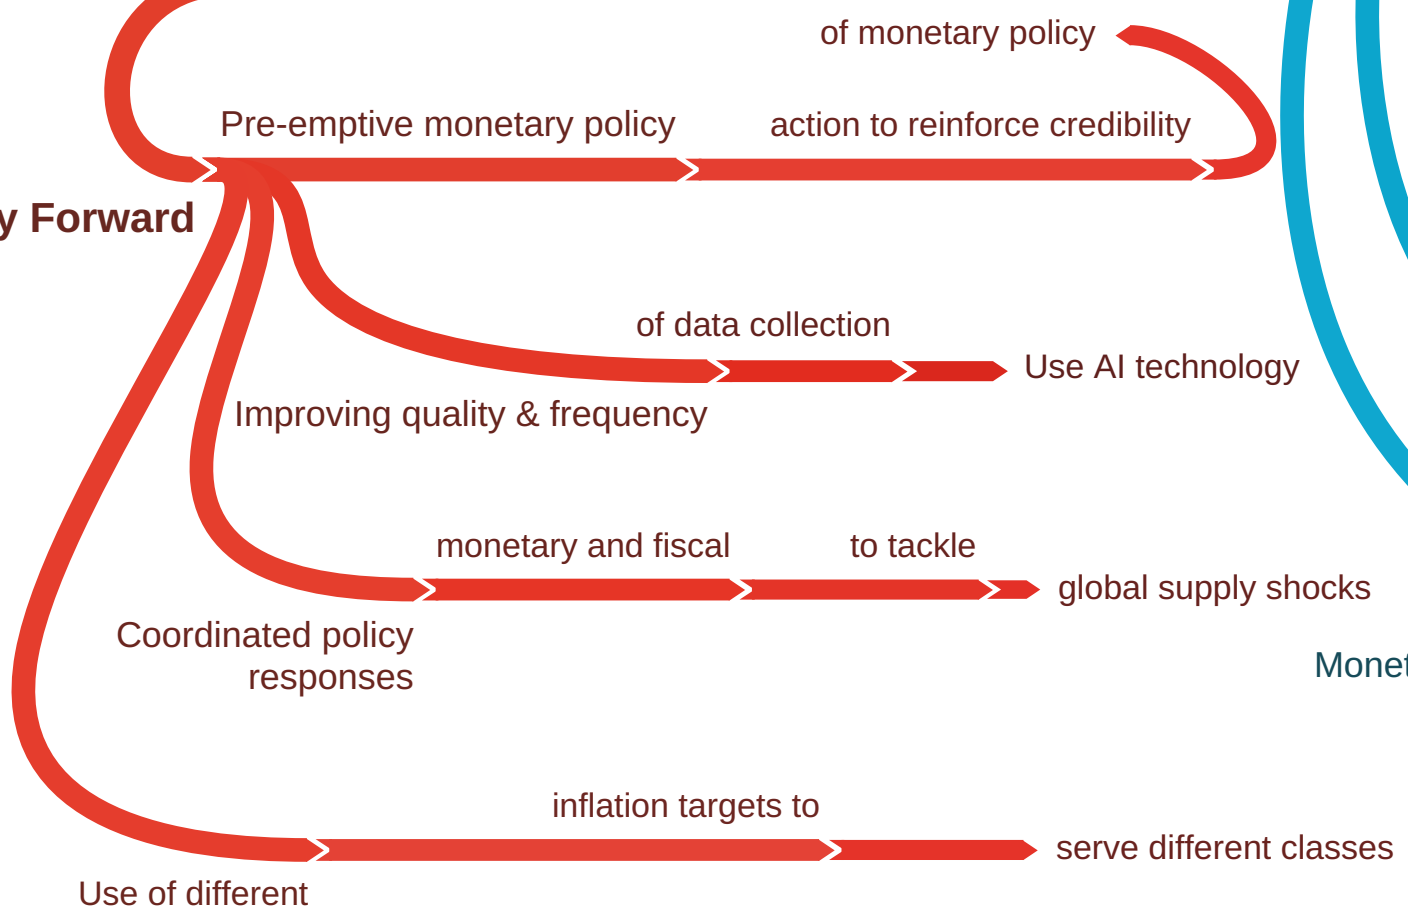 of monetary policy
Pre-emptive monetary policy
action to reinforce credibility
y Forward
of data collection
Use AI technology
Improving quality & frequency
monetary and fiscal
to tackle
global supply shocks
Coordinated policy
responses
Monet
inflation targets to
serve different classes
Use of different